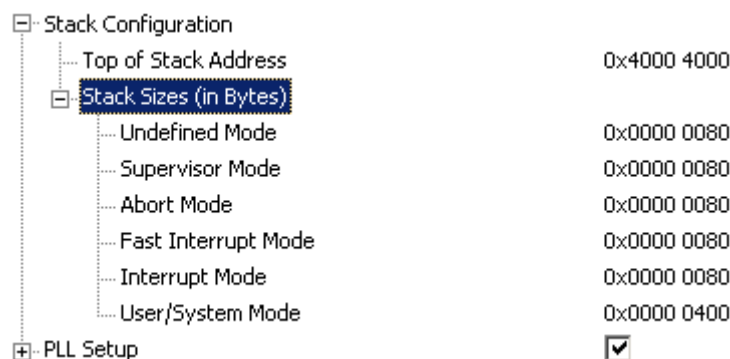 Stack Configuration
Top of Stack Address 0x4000 4000
Stack Sizes (in Bytes)
Undefined Mode 0x0000 0080
Supervisor Mode 0x0000 0080
Abort Mode 0x0000 0080
Fast Interrupt Mode 0x0000 0080
Interrupt Mode 0x0000 0080
User/System Mode 0x0000 0400
PLL Setup